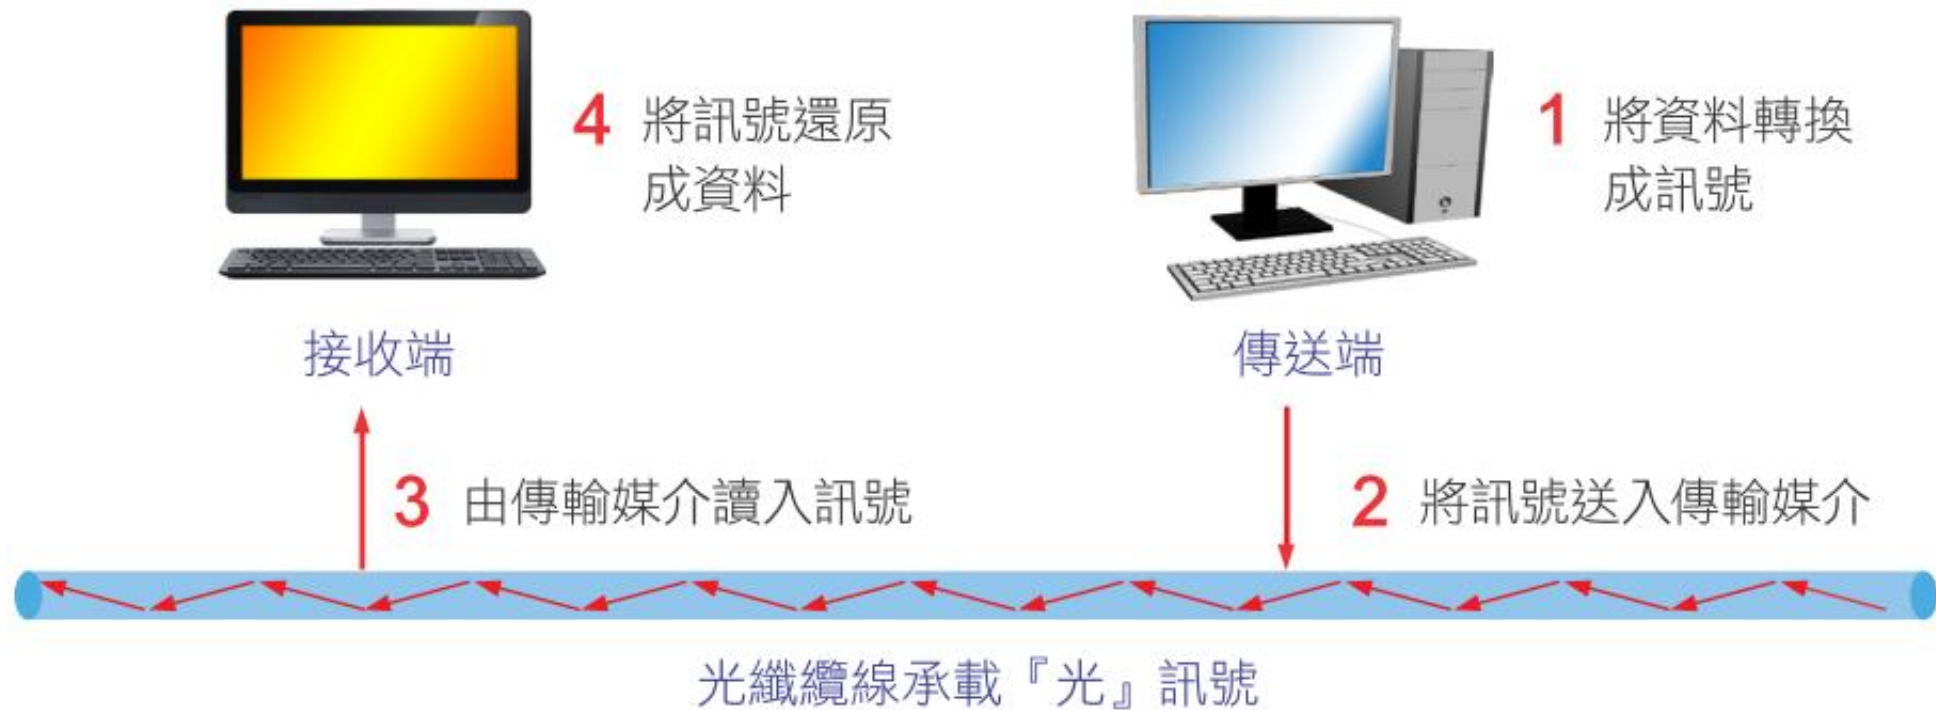 4 將訊號還原
成資料
1 將資料轉換
成訊號
接收端
傳送端
3 由傳輸媒介讀入訊號
2 將訊號送入傳輸媒介
光纖纜線承載『光』訊號